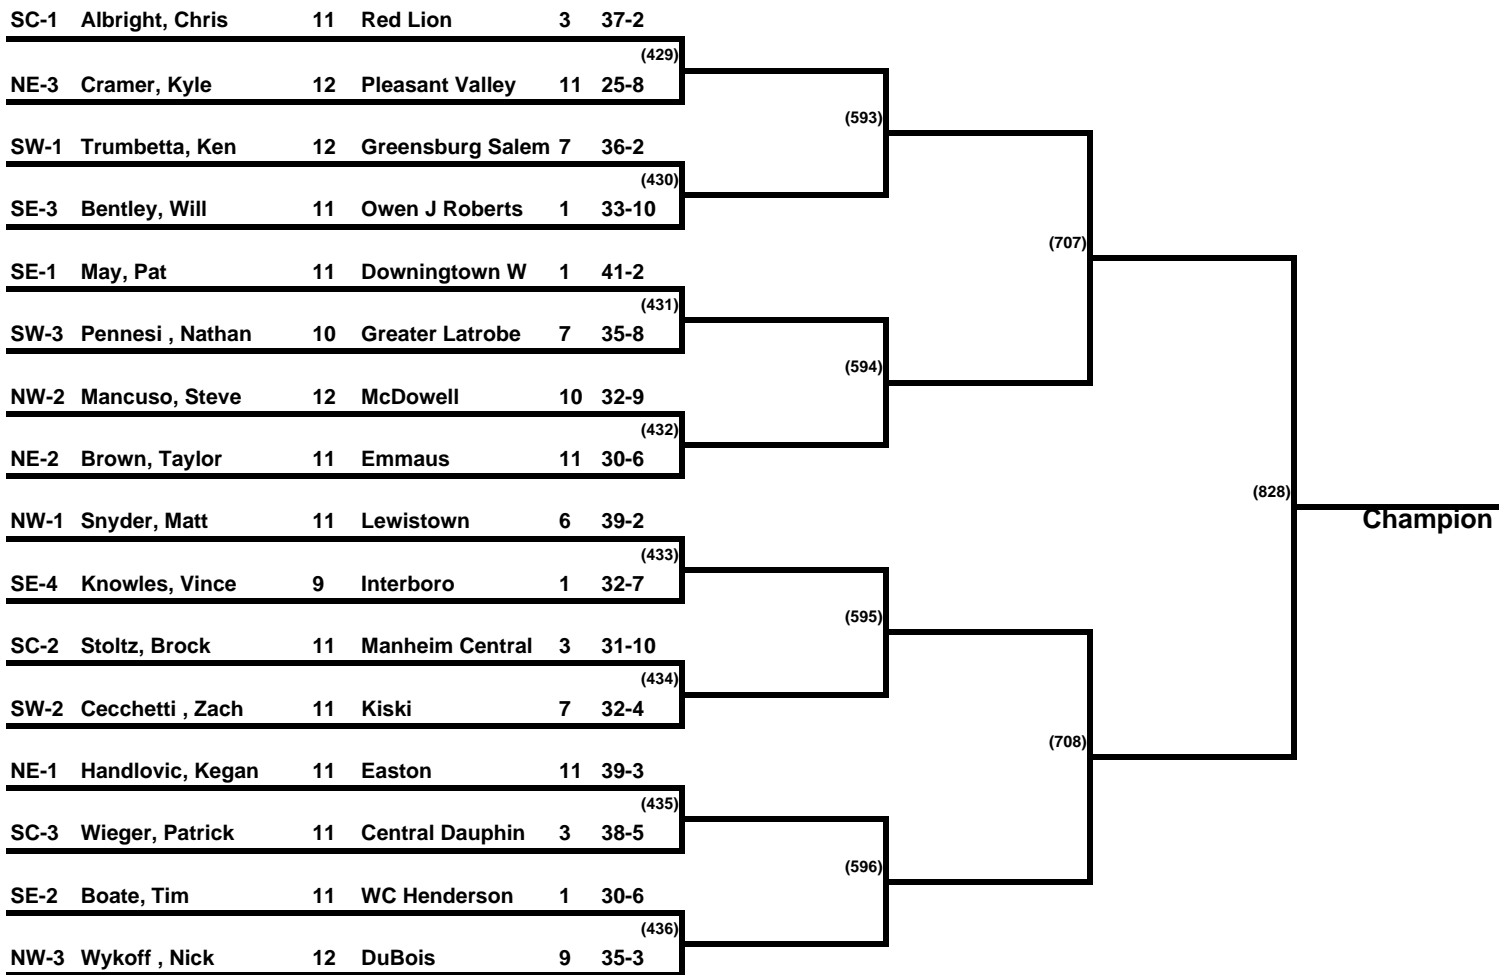 SC-1 Albright, Chris 11 Red Lion 3 37-2
(429)
NE-3 Cramer, Kyle 12 Pleasant Valley 11 25-8
(593)
SW-1 Trumbetta, Ken 12 Greensburg Salem 7 36-2
(430)
SE-3 Bentley, Will 11 Owen J Roberts 1 33-10
(707)
SE-1 May, Pat 11 Downingtown W 1 41-2
(431)
SW-3 Pennesi , Nathan 10 Greater Latrobe 7 35-8
(594)
NW-2 Mancuso, Steve 12 McDowell 10 32-9
(432)
NE-2 Brown, Taylor 11 Emmaus 11 30-6
(828)
NW-1 Snyder, Matt 11 Lewistown 6 39-2
Champion
(433)
SE-4 Knowles, Vince 9 Interboro 1 32-7
(595)
SC-2 Stoltz, Brock 11 Manheim Central 3 31-10
(434)
SW-2 Cecchetti , Zach 11 Kiski 7 32-4
(708)
NE-1 Handlovic, Kegan 11 Easton 11 39-3
(435)
SC-3 Wieger, Patrick 11 Central Dauphin 3 38-5
(596)
SE-2 Boate, Tim 11 WC Henderson 1 30-6
(436)
NW-3 Wykoff , Nick 12 DuBois 9 35-3